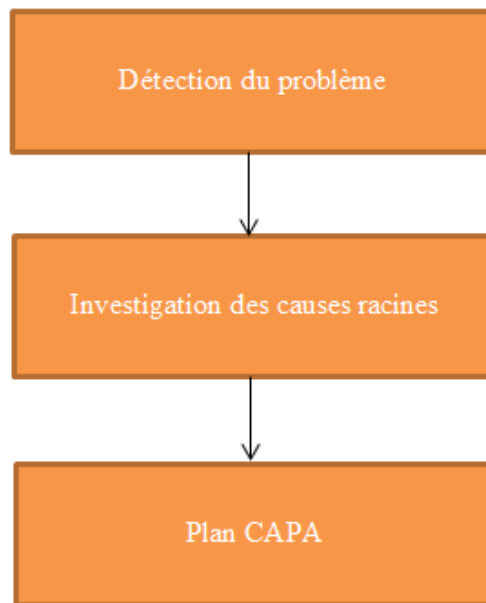 Détection du problème
Investigation des causes racines
Plan CAPA